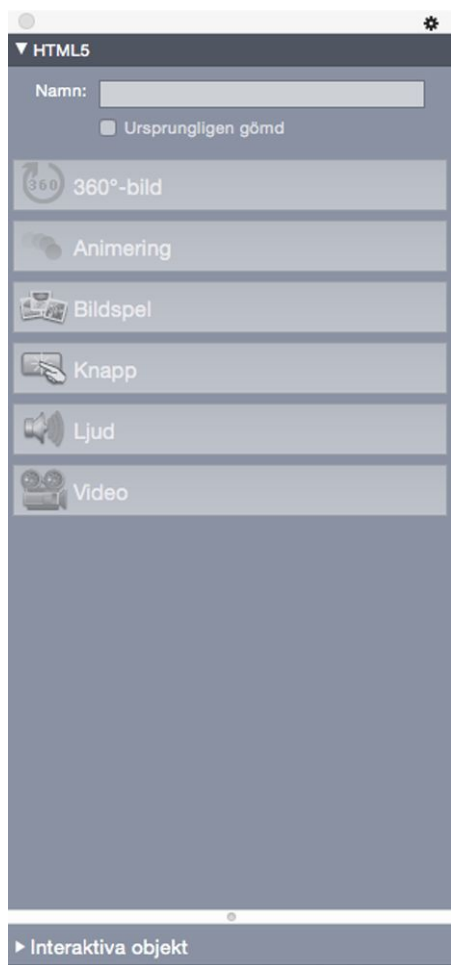 HTML5
Namn:
Ursprungligen gömd
360
360°-bild
Animering
Bildspel
Knapp
Ljud
Video
Interaktiva objekt